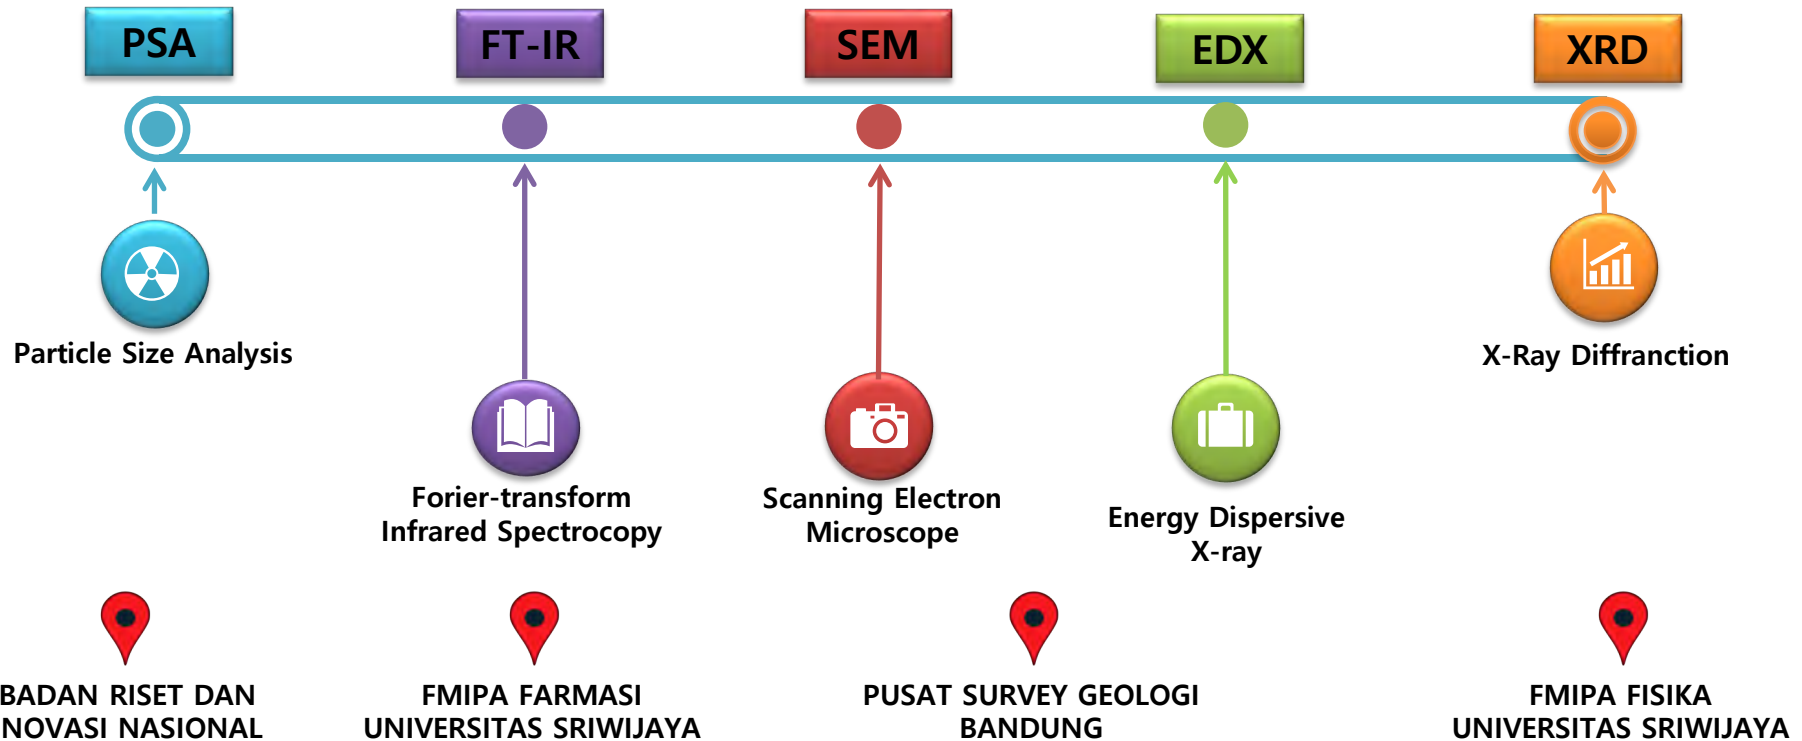 PSA
FT-IR
SEM
EDX
XRD
Particle Size Analysis
X-Ray Diffranction
Forier-transform
Infrared Spectrocopy
Scanning Electron
Microscope
Energy Dispersive
X-ray
BADAN RISET DAN
NOVASI NASIONAL
FMIPA FARMASI
UNIVERSITAS SRIWIJAYA
PUSAT SURVEY GEOLOGI
BANDUNG
FMIPA FISIKA
UNIVERSITAS SRIWIJAYA